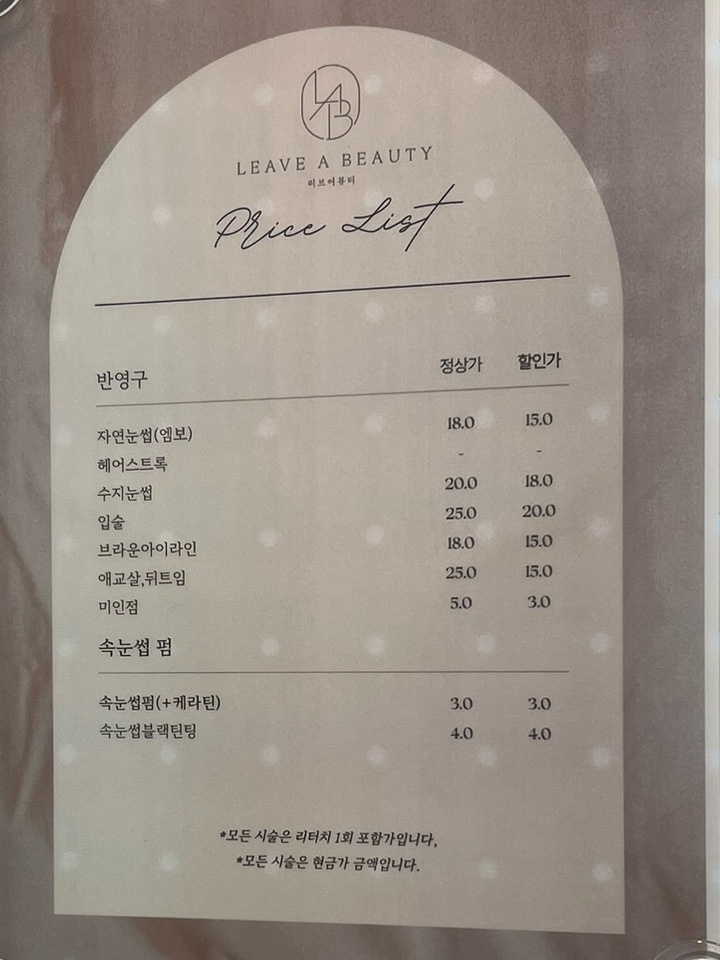 LAB
LEAVE A BEAUTY
리브어뷰티
Price List
반영구 정상가 할인가
자연눈썹(엠보) 18.0 15.0
헤어스트록 - -
수지눈썹 20.0 18.0
입술 25.0 20.0
브라운아이라인 18.0 15.0
애교살,뒤트임 25.0 15.0
미인점 5.0 3.0
속눈썹 펌
속눈썹펌(+케라틴) 3.0 3.0
속눈썹블랙틴팅 4.0 4.0
*모든 시술은 리터치 1회 포함가입니다,
*모든 시술은 현금가 금액입니다.